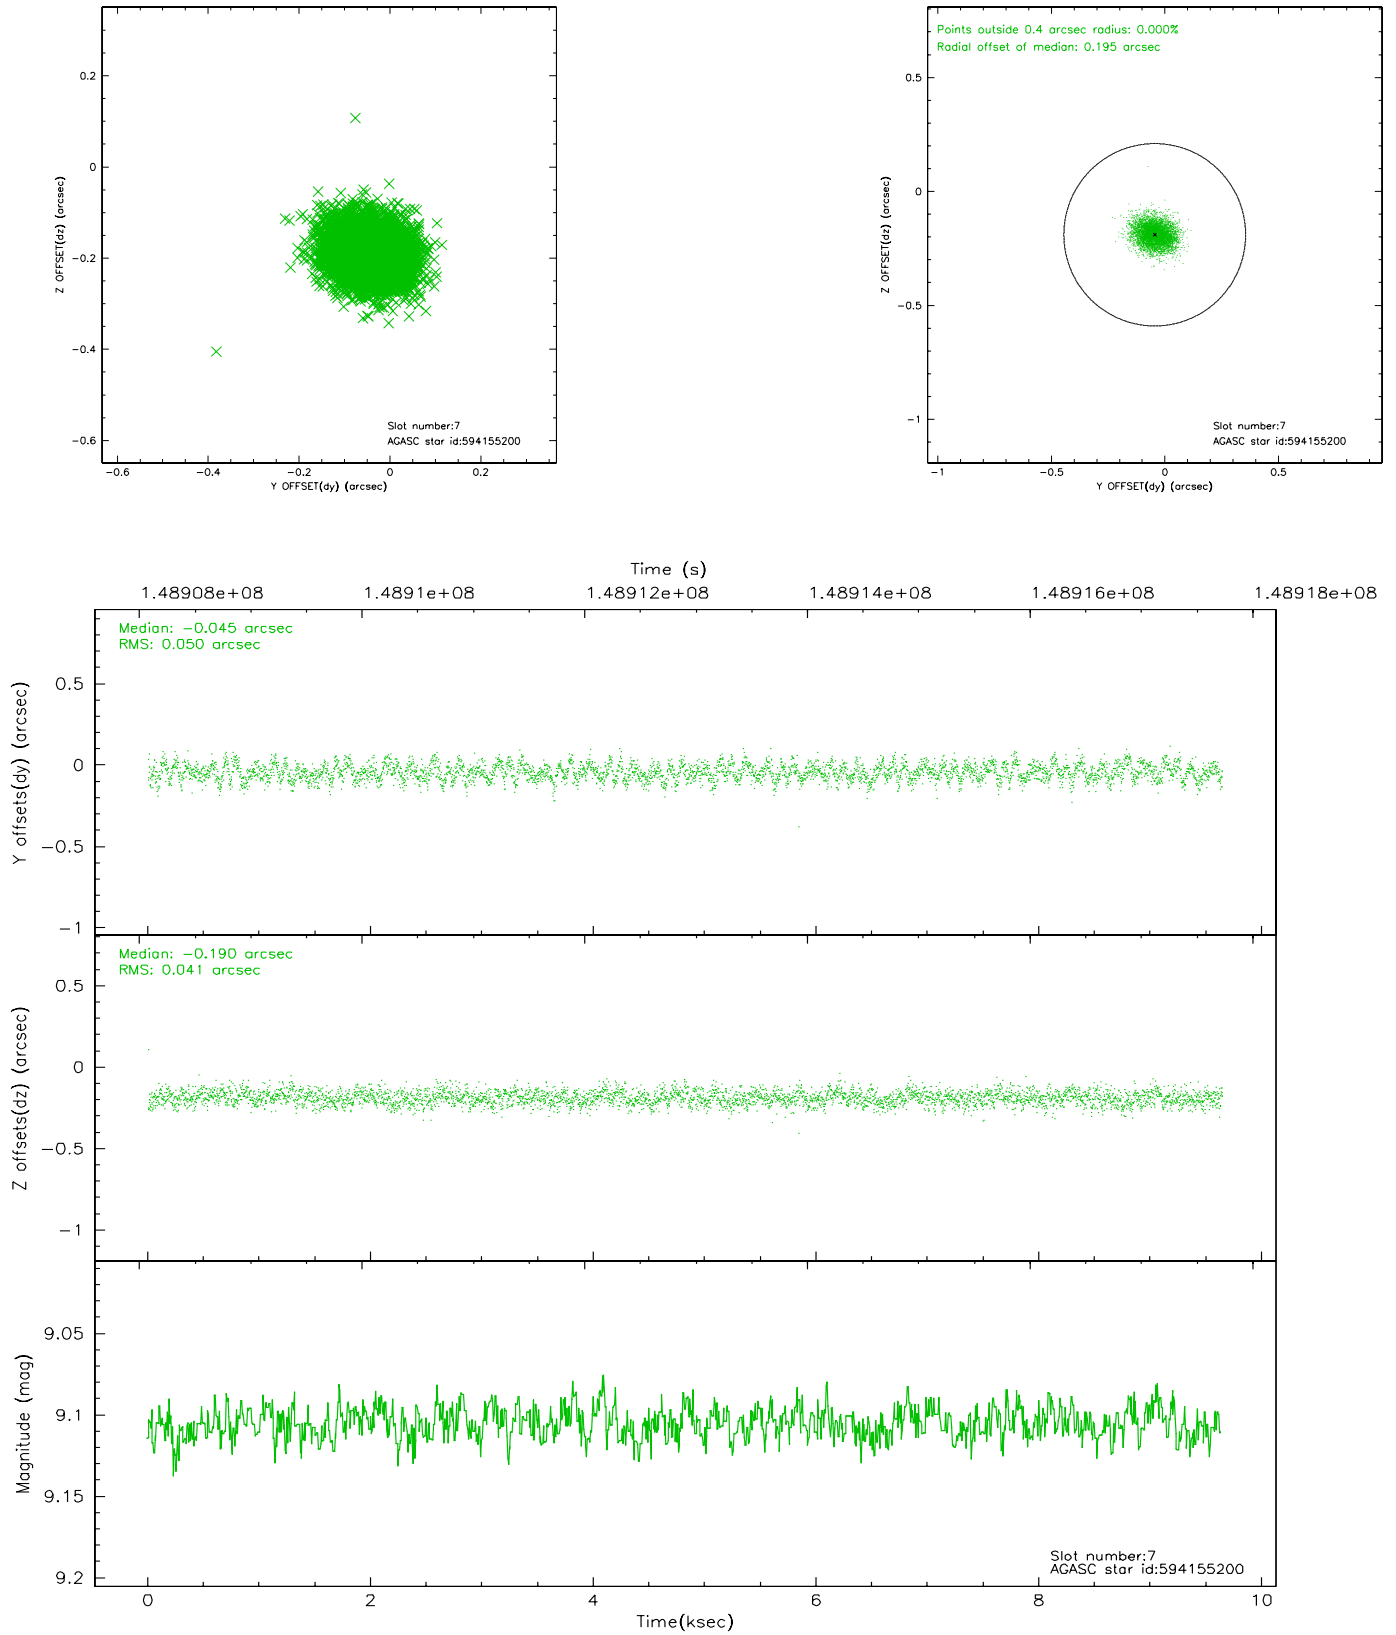 0.2
0
-0.2
-0.4
-0.6
Z OFFSET(dz) (arcsec)
Slot number:7
AGASC star id:594155200
-0.6 -0.4 -0.2 0 0.2
Y OFFSET(dy) (arcsec)
Points outside 0.4 arcsec radius: 0.000%
Radial offset of median: 0.195 arcsec
0.5
0
-0.5
-1
Z OFFSET(dz) (arcsec)
Slot number:7
AGASC star id:594155200
-1 -0.5 0 0.5
Y OFFSET(dy) (arcsec)
Time (s)
1.48908e+08 1.4891e+08 1.48912e+08 1.48914e+08 1.48916e+08 1.48918e+08
Median: -0.045 arcsec
RMS: 0.050 arcsec
0.5
0
-0.5
-1
Y offsets(dy) (arcsec)
Median: -0.190 arcsec
RMS: 0.041 arcsec
0.5
0
-0.5
-1
Z offsets(dz) (arcsec)
9.05
9.1
9.15
9.2
Magnitude (mag)
Slot number:7
AGASC star id:594155200
0 2 4 6 8 10
Time(ksec)